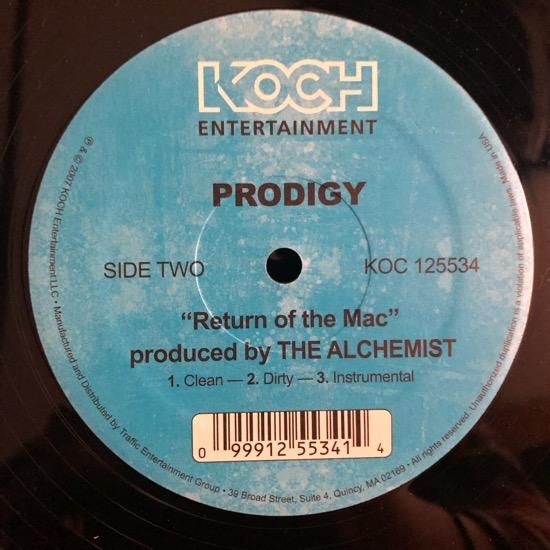 KOCH
ENTERTAINMENT
PRODIGY
SIDE TWO
KOC 125534
“Return of the Mac”
produced by THE ALCHEMIST
1. Clean — 2. Dirty — 3. Instrumental
0 99912 55341 4
℗ & © 2007 KOCH Entertainment LLC • Manufactured and Distributed by Traffic Entertainment Group • 39 Broad Street, Suite 4, Quincy, MA 02169 • All rights reserved. Unauthorized duplication is a violation of applicable laws. Made in USA